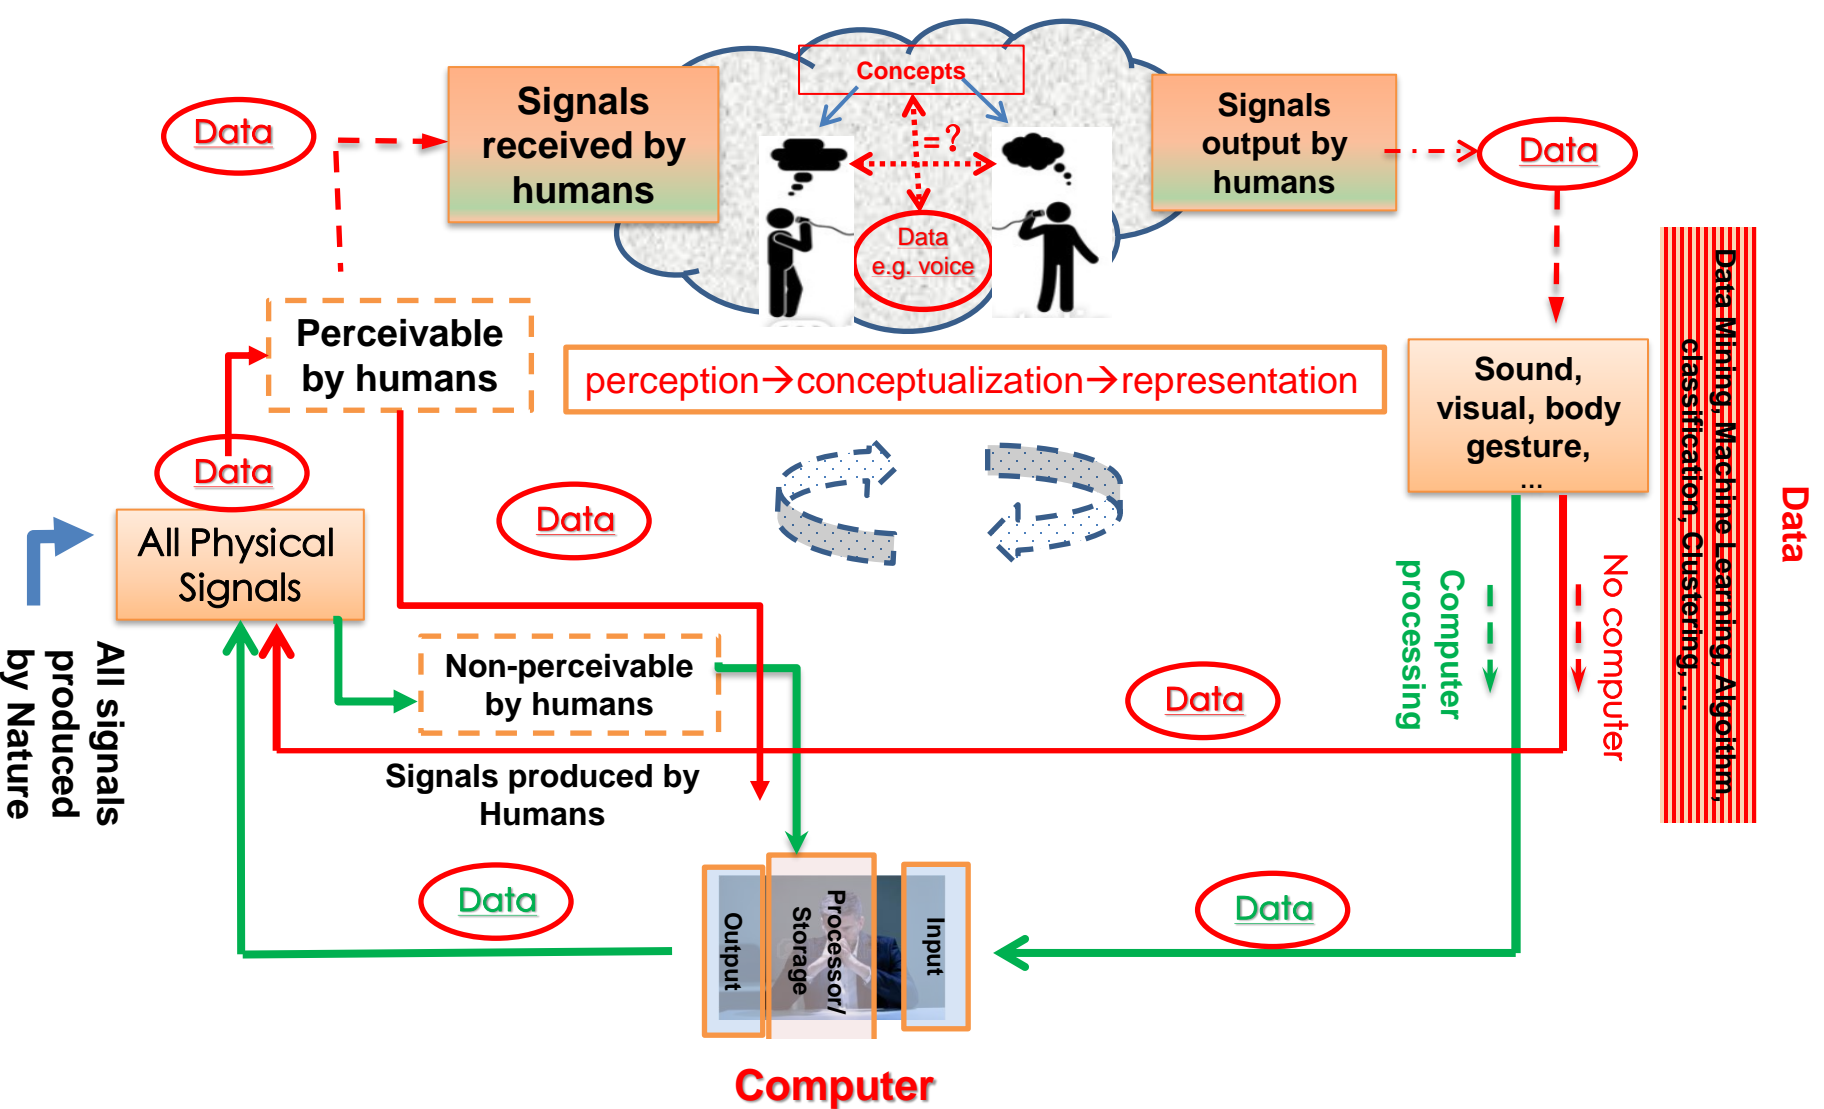 Concepts
Signals
received by
humans
Data
=?
Data
e.g. voice
Signals
output by
humans
Data
Perceivable
by humans
perception→conceptualization→representation
Sound,
visual, body
gesture,
...
Data Mining, Machine Learning, Algoithm,
classification, Clustering, ...
Data
Data
All Physical
Signals
Data
All signals
produced
by Nature
Non-perceivable
by humans
Signals produced by
Humans
Data
Computer
processing
No computer
Data
Output
Processor/
Storage
Input
Data
Computer